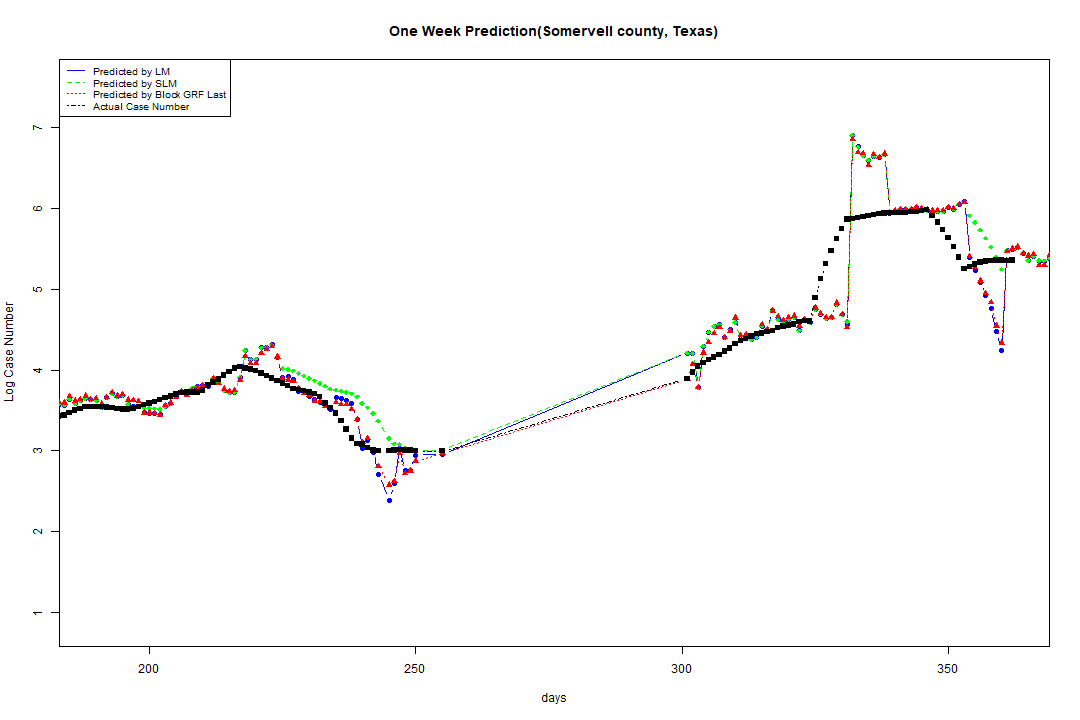 One Week Prediction(Somervell county, Texas)
Predicted by LM
Predicted by SLM
Predicted by Block GRF Last
Actual Case Number
7
6
5
4
3
2
1
Log Case Number
200 250 300 350
days